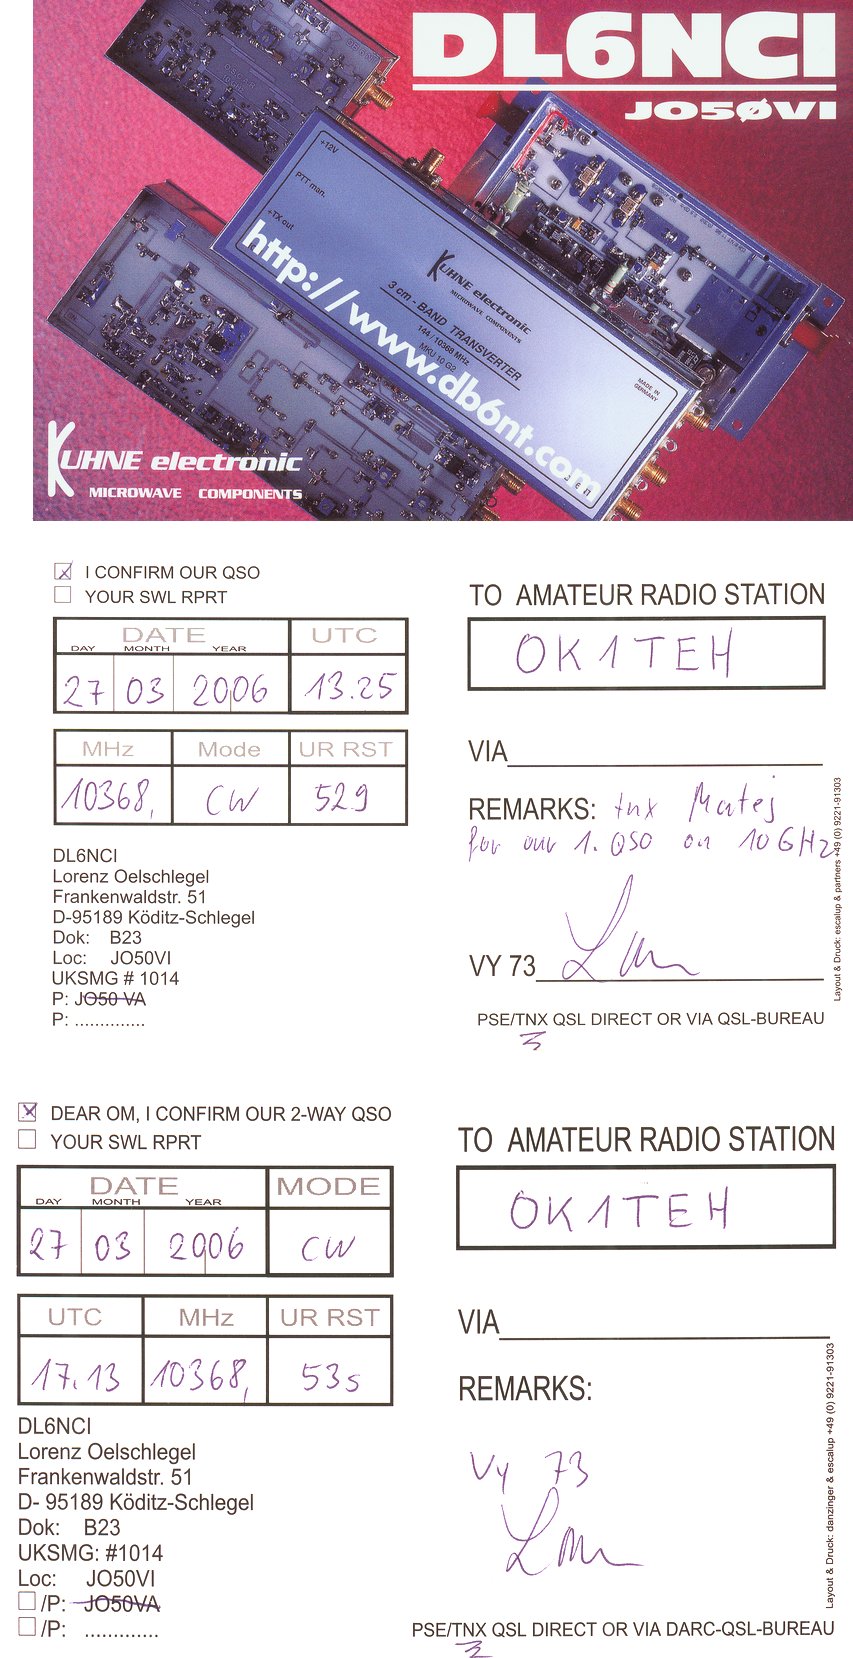 DL6NCI
JO5ØVI
+12V
PTT man.
+TX out
KUHNE electronic
MICROWAVE COMPONENTS
3 cm - BAND TRANSVERTER
144 / 10368 MHz
MKU 10 G2
MADE IN
GERMANY
http://www.db6nt.com
KUHNE electronic
MICROWAVE COMPONENTS
I CONFIRM OUR QSO
YOUR SWL RPRT
TO AMATEUR RADIO STATION
OK1TEH
DATE UTC
DAY MONTH YEAR
27 03 2006 13.25
MHz Mode UR RST
10368, CW 529
VIA
REMARKS: tnx Matej
for our 1. QSO on 10GHz
DL6NCI
Lorenz Oelschlegel
Frankenwaldstr. 51
D-95189 Köditz-Schlegel
Dok: B23
Loc: JO50VI
UKSMG # 1014
P: JO50 VA
P: ..............
VY 73
PSE/TNX QSL DIRECT OR VIA QSL-BUREAU
Layout & Druck: escalup & partners +49 (0) 9221-91303
DEAR OM, I CONFIRM OUR 2-WAY QSO
YOUR SWL RPRT
TO AMATEUR RADIO STATION
OK1TEH
DATE MODE
DAY MONTH YEAR
27 03 2006 CW
UTC MHz UR RST
17.13 10368, 53s
VIA
REMARKS:
Vy 73
DL6NCI
Lorenz Oelschlegel
Frankenwaldstr. 51
D- 95189 Köditz-Schlegel
Dok: B23
UKSMG: #1014
Loc: JO50VI
/P: JO50VA
/P: .............
PSE/TNX QSL DIRECT OR VIA DARC-QSL-BUREAU
Layout & Druck: danzinger & escalup +49 (0) 9221-91303